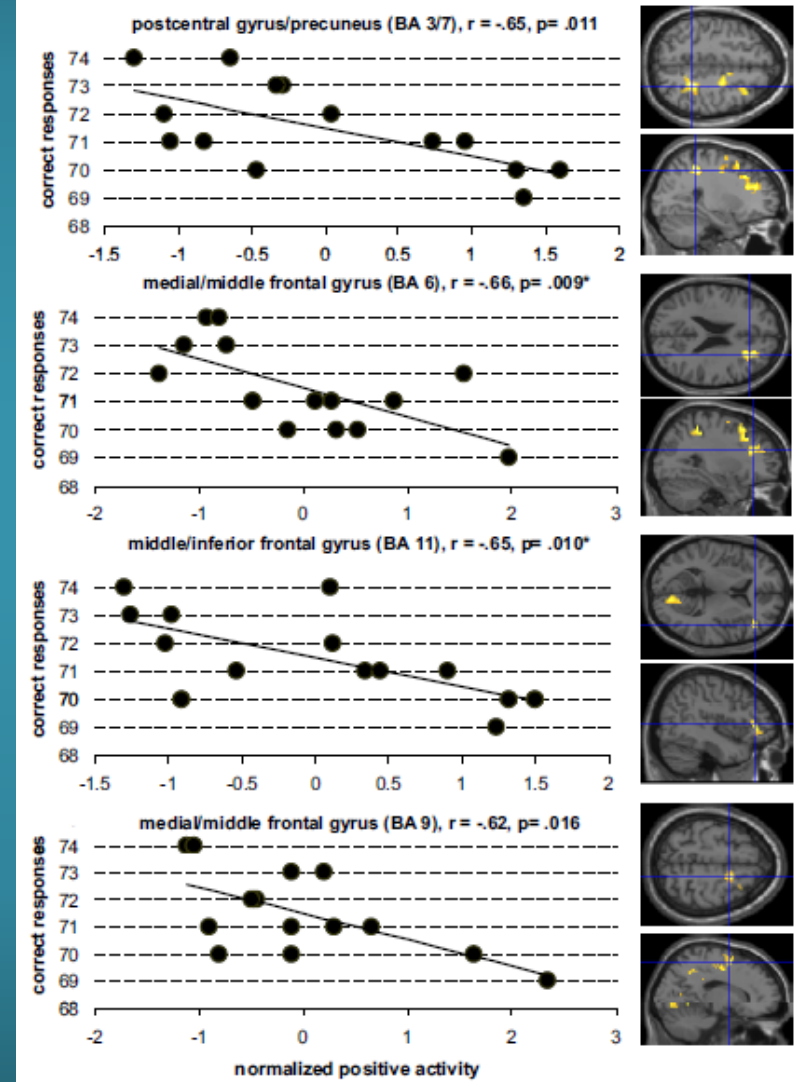 postcentral gyrus/precuneus (BA 3/7), r = -.65, p= .011
correct responses
74
73
72
71
70
69
68
-1.5 -1 -0.5 0 0.5 1 1.5 2
medial/middle frontal gyrus (BA 6), r = -.66, p= .009*
correct responses
74
73
72
71
70
69
68
-2 -1 0 1 2 3
middle/inferior frontal gyrus (BA 11), r = -.65, p= .010*
correct responses
74
73
72
71
70
69
68
-1.5 -1 -0.5 0 0.5 1 1.5 2
medial/middle frontal gyrus (BA 9), r = -.62, p= .016
correct responses
74
73
72
71
70
69
68
-2 -1 0 1 2 3
normalized positive activity